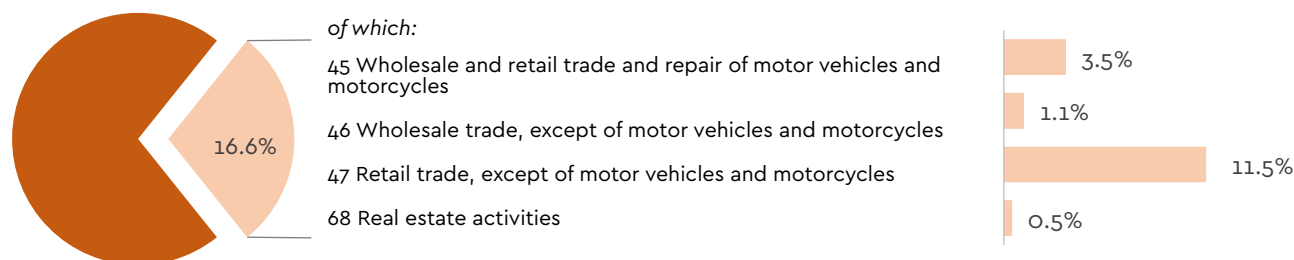 of which:
45 Wholesale and retail trade and repair of motor vehicles and
motorcycles
3.5%
46 Wholesale trade, except of motor vehicles and motorcycles
1.1%
16.6%
47 Retail trade, except of motor vehicles and motorcycles
11.5%
68 Real estate activities
0.5%